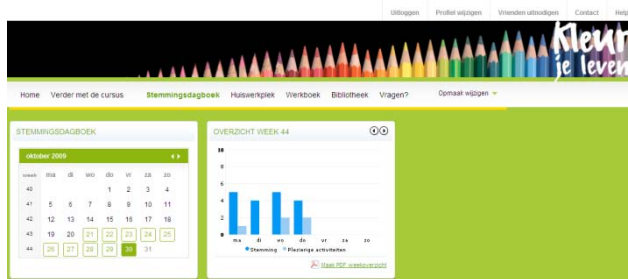 Uitloggen Profiel wijzigen Vrienden uitnodigen Contact Help
Kleur
je leven
Home Verder met de cursus Stemmingsdagboek Huiswerkplek Werkboek Bibliotheek Vragen? Opmaak wijzigen
STEMMINGSDAGBOEK
oktober 2009
week ma di wo do vr za zo
40 1 2 3 4
41 5 6 7 8 9 10 11
42 12 13 14 15 16 17 18
43 19 20 21 22 23 24 25
44 26 27 28 29 30 31
OVERZICHT WEEK 44
10
8
6
4
2
0
ma di wo do vr za zo
Stemming Plezierige activiteiten
Maak PDF weekoverzicht